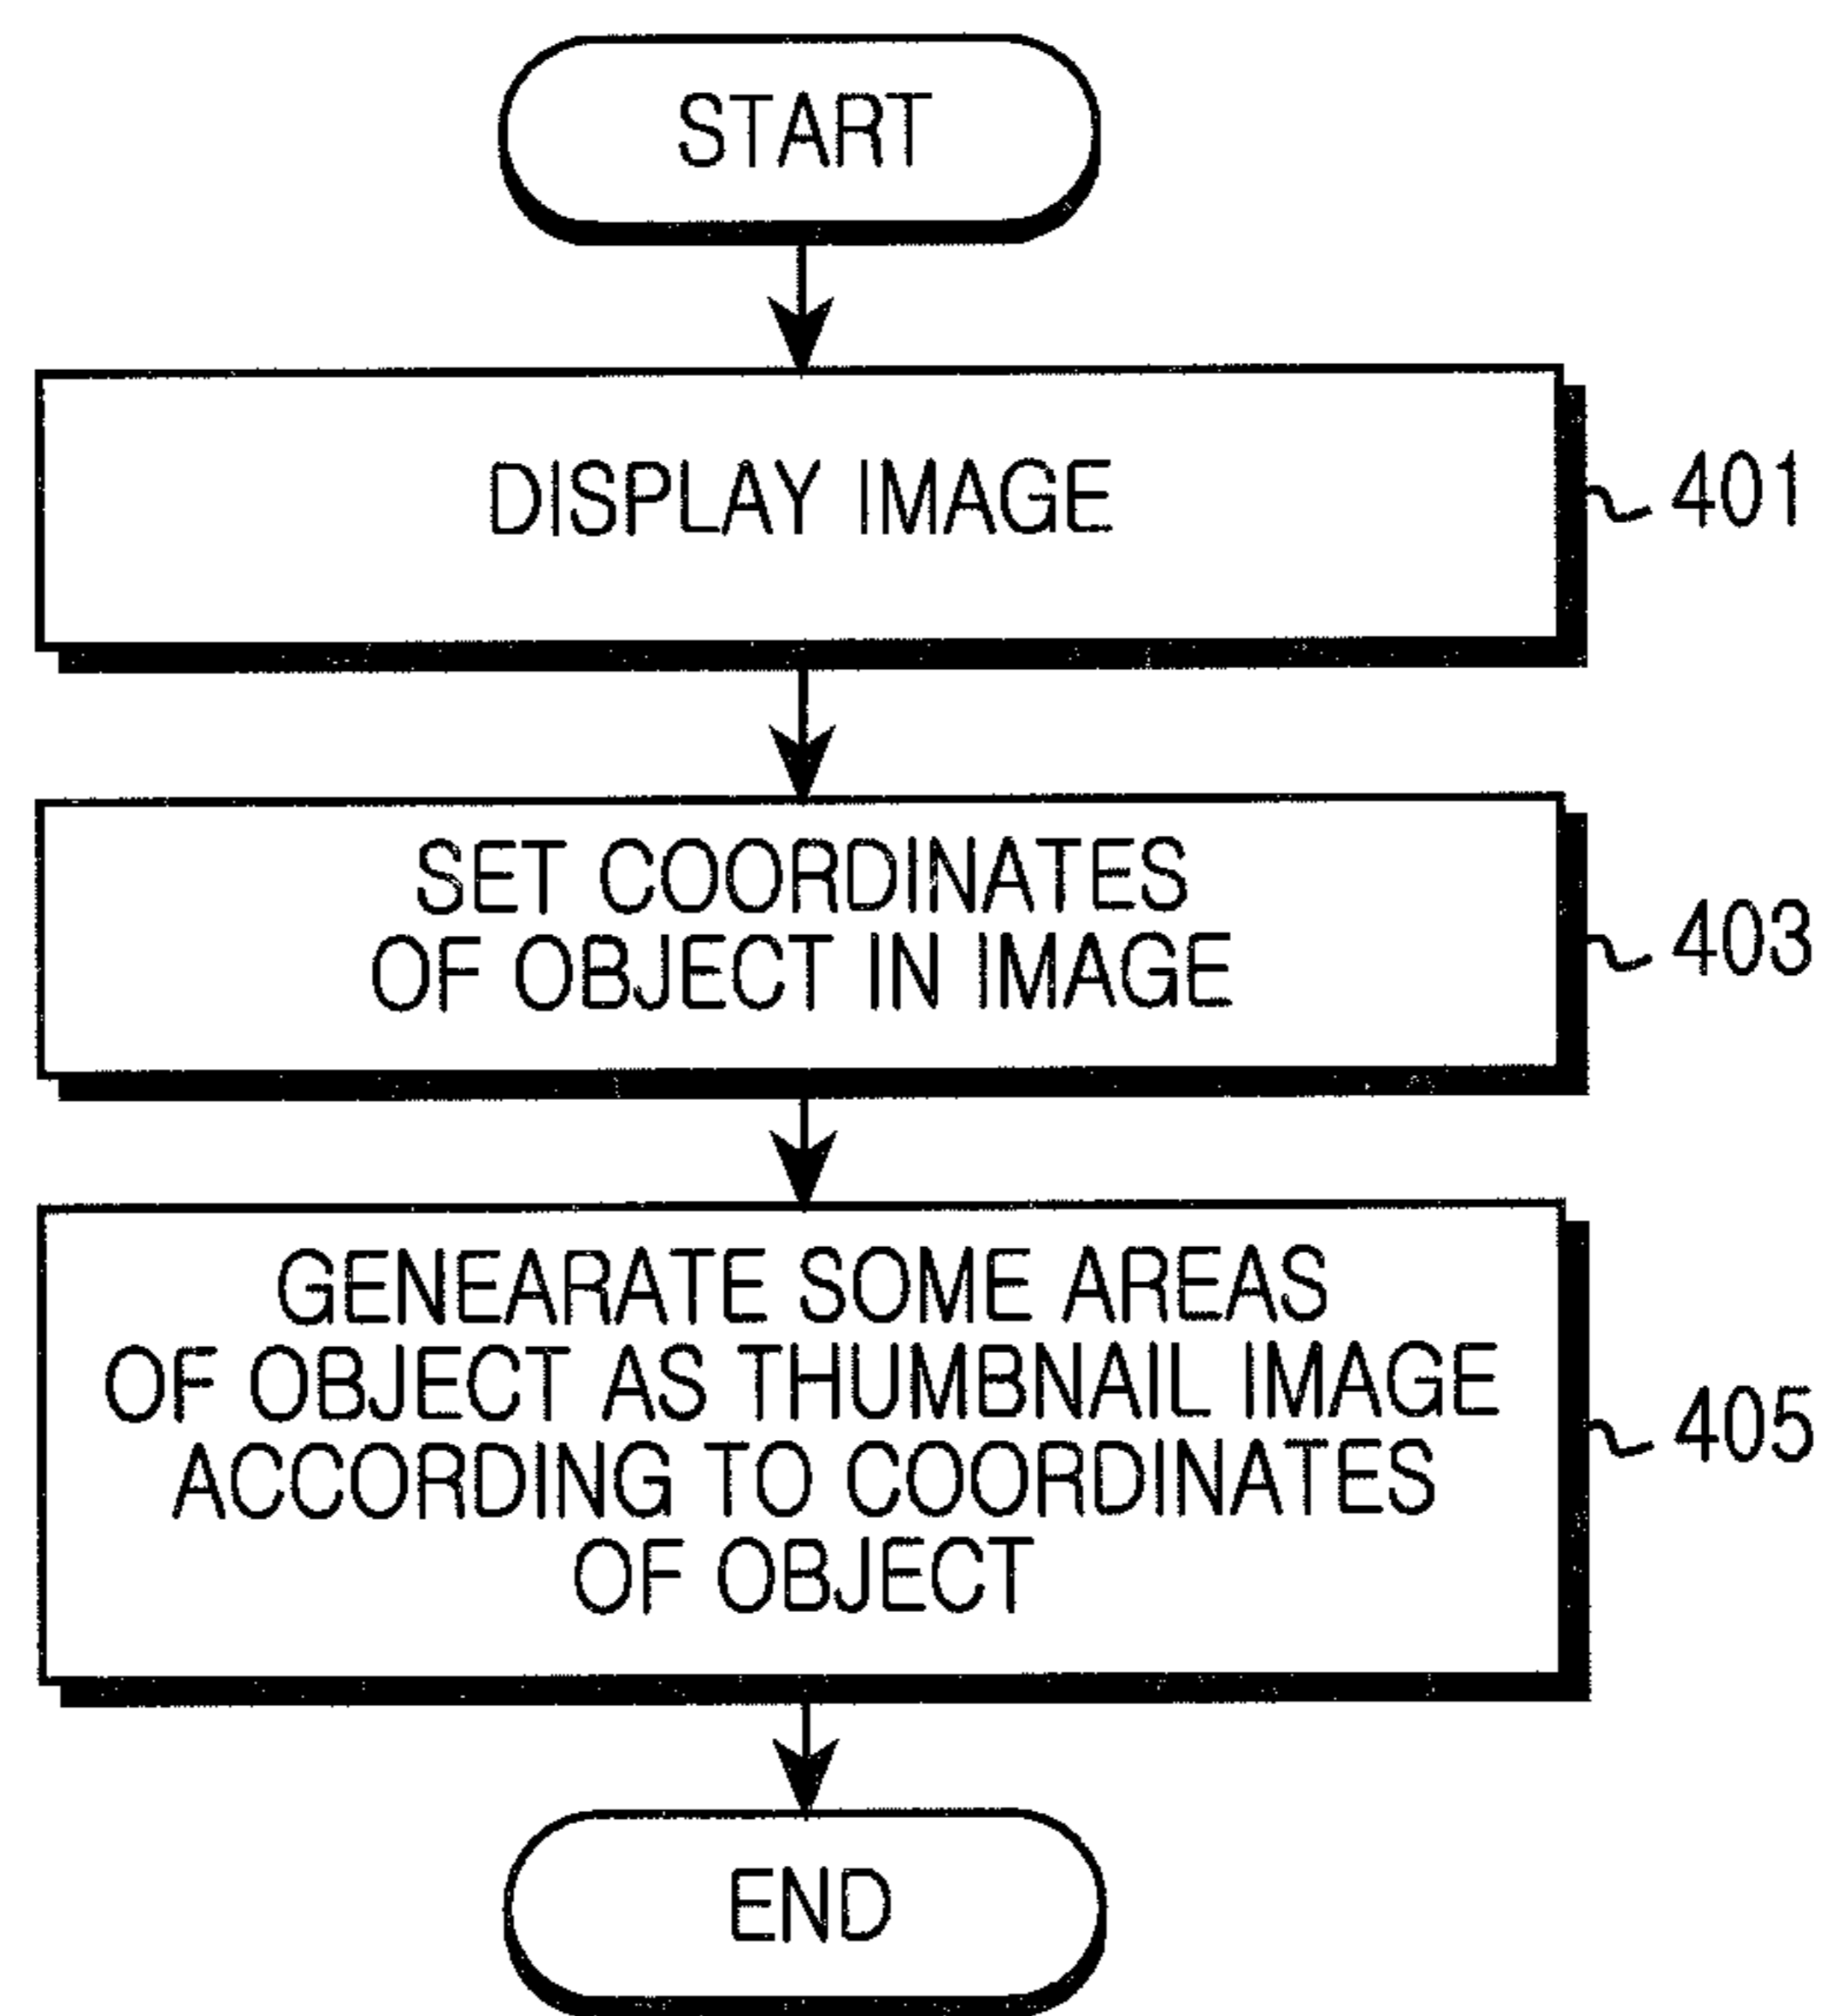 START
DISPLAY IMAGE
401
SET COORDINATES
OF OBJECT IN IMAGE
403
GENEARATE SOME AREAS
OF OBJECT AS THUMBNAIL IMAGE
ACCORDING TO COORDINATES
OF OBJECT
405
END